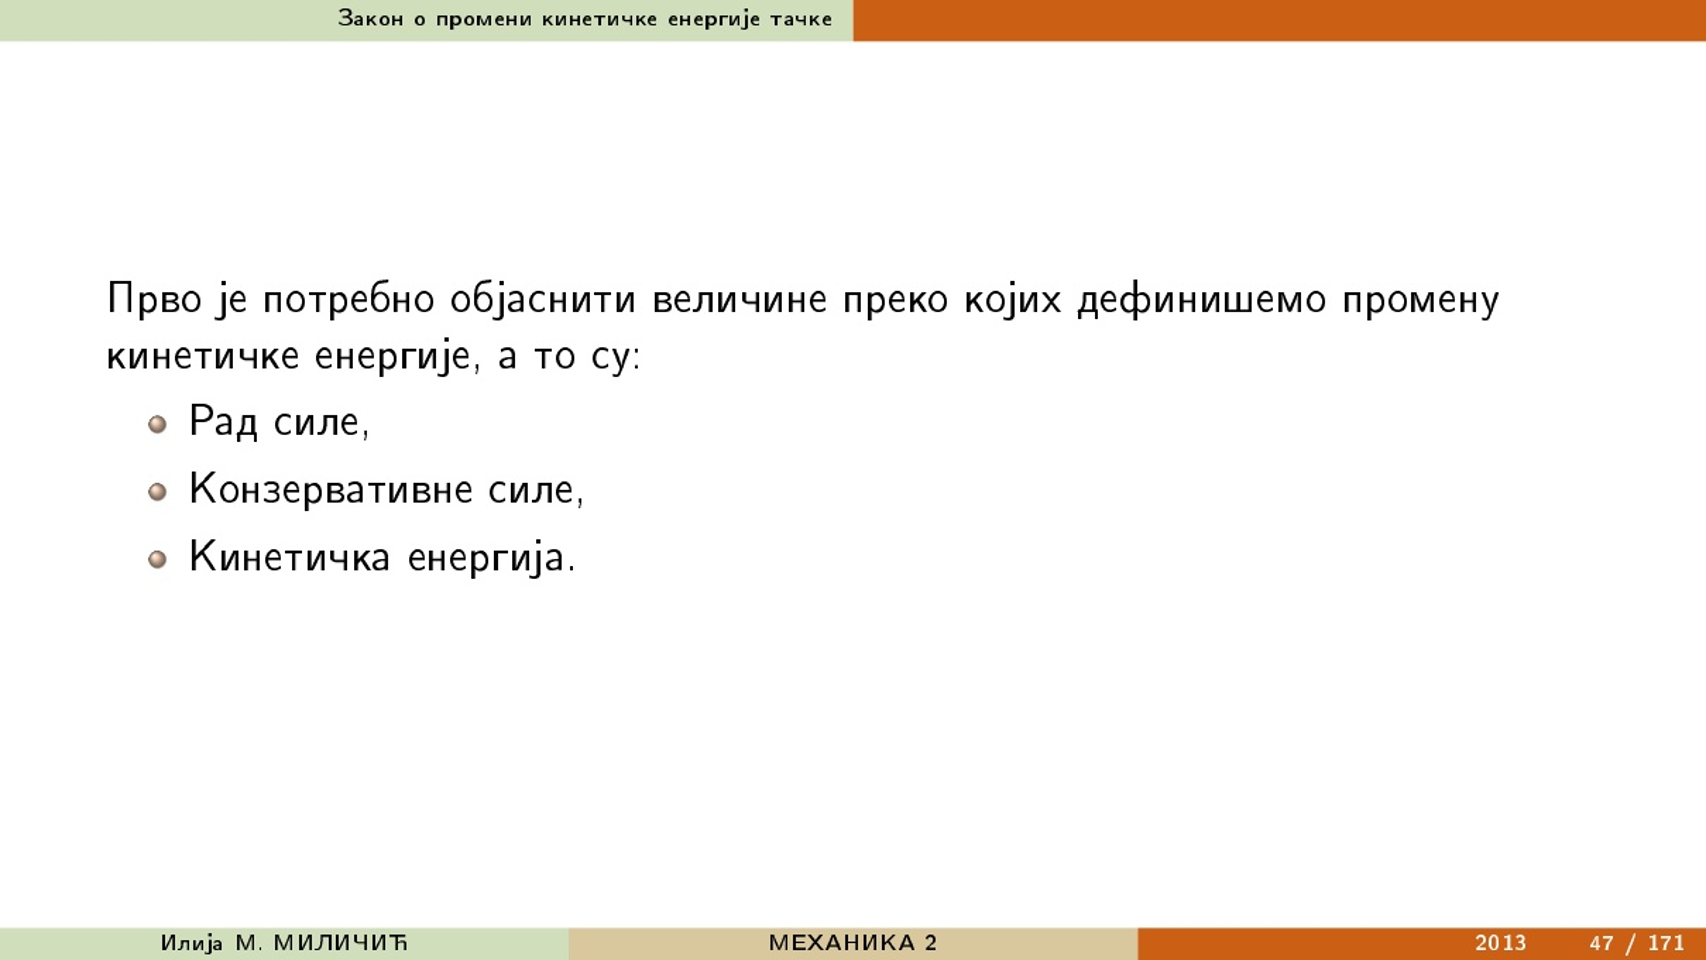 Закон о промени кинетичке енергије тачке
Прво је потребно објаснити величине преко којих дефинишемо промену
кинетичке енергије, а то су:
Рад силе,
Конзервативне силе,
Кинетичка енергија.
Илија М. МИЛИЧИЋ МЕХАНИКА 2 2013 47 / 171